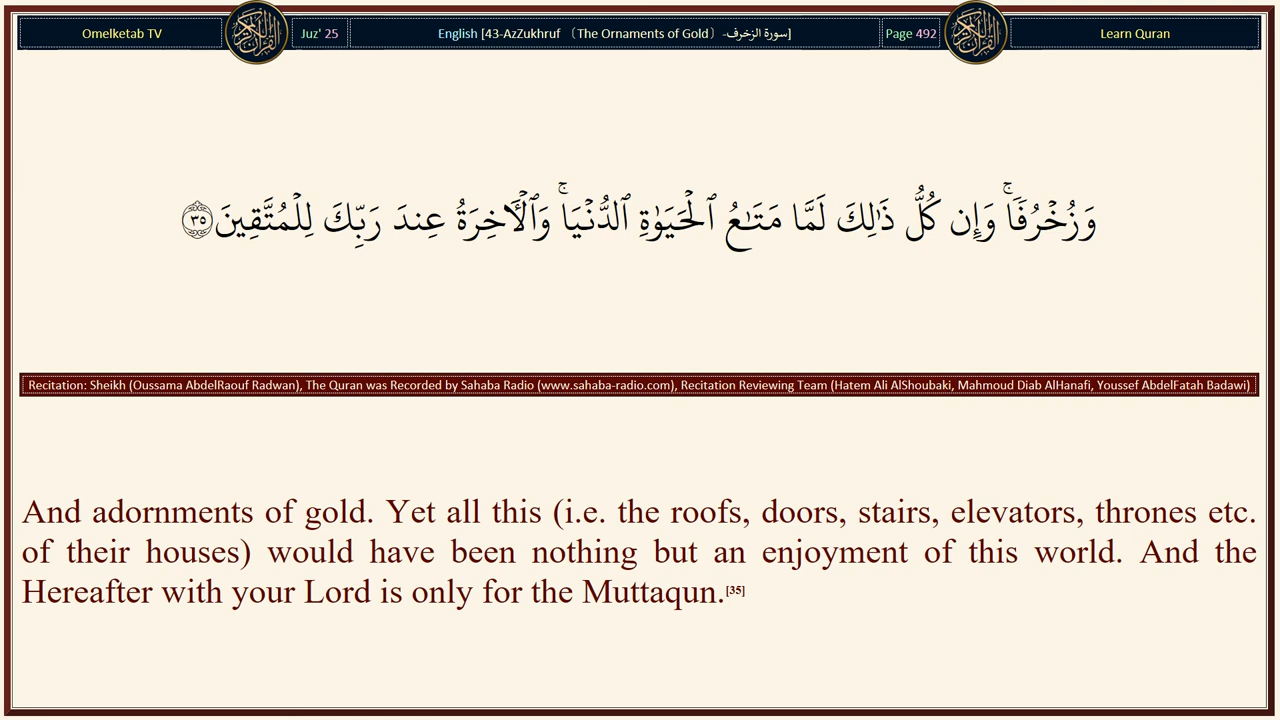 Omelketab TV
Juz' 25
English [43-AzZukhruf 〔The Ornaments of Gold〕 -سورة الزخرف]
Page 492
Learn Quran
وَزُخۡرُفٗاۚ وَإِن كُلُّ ذَٰلِكَ لَمَّا مَتَٰعُ ٱلۡحَيَوٰةِ ٱلدُّنۡيَاۚ وَٱلۡأٓخِرَةُ عِندَ رَبِّكَ لِلۡمُتَّقِينَ ٣٥
Recitation: Sheikh (Oussama AbdelRaouf Radwan), The Quran was Recorded by Sahaba Radio (www.sahaba-radio.com), Recitation Reviewing Team (Hatem Ali AlShoubaki, Mahmoud Diab AlHanafi, Youssef AbdelFatah Badawi)
And adornments of gold. Yet all this (i.e. the roofs, doors, stairs, elevators, thrones etc.
of their houses) would have been nothing but an enjoyment of this world. And the
Hereafter with your Lord is only for the Muttaqun.[35]